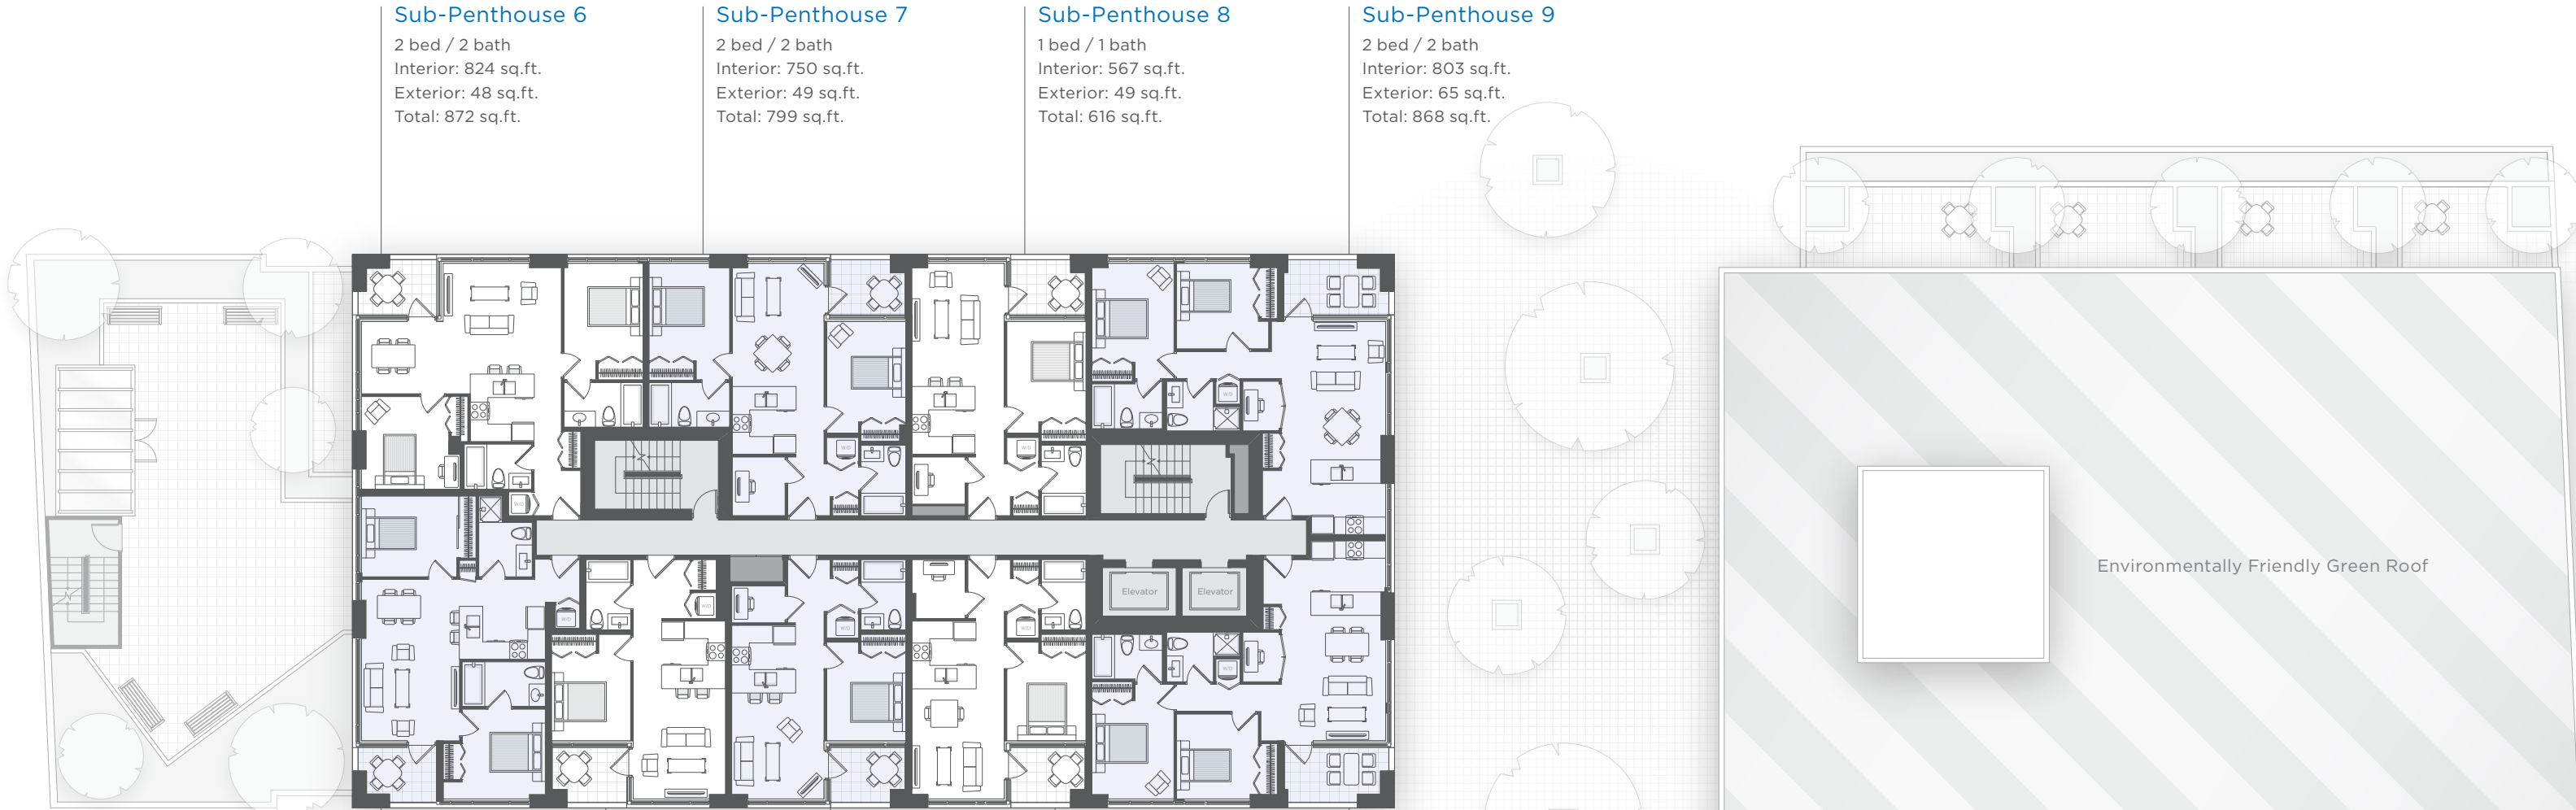 Sub-Penthouse 6
2 bed / 2 bath
Interior: 824 sq.ft.
Exterior: 48 sq.ft.
Total: 872 sq.ft.
Sub-Penthouse 7
2 bed / 2 bath
Interior: 750 sq.ft.
Exterior: 49 sq.ft.
Total: 799 sq.ft.
Sub-Penthouse 8
1 bed / 1 bath
Interior: 567 sq.ft.
Exterior: 49 sq.ft.
Total: 616 sq.ft.
Sub-Penthouse 9
2 bed / 2 bath
Interior: 803 sq.ft.
Exterior: 65 sq.ft.
Total: 868 sq.ft.
W/D
W/D
W/D
W/D
Environmentally Friendly Green Roof
Elevator
Elevator
W/D
W/D
W/D
W/D
W/D